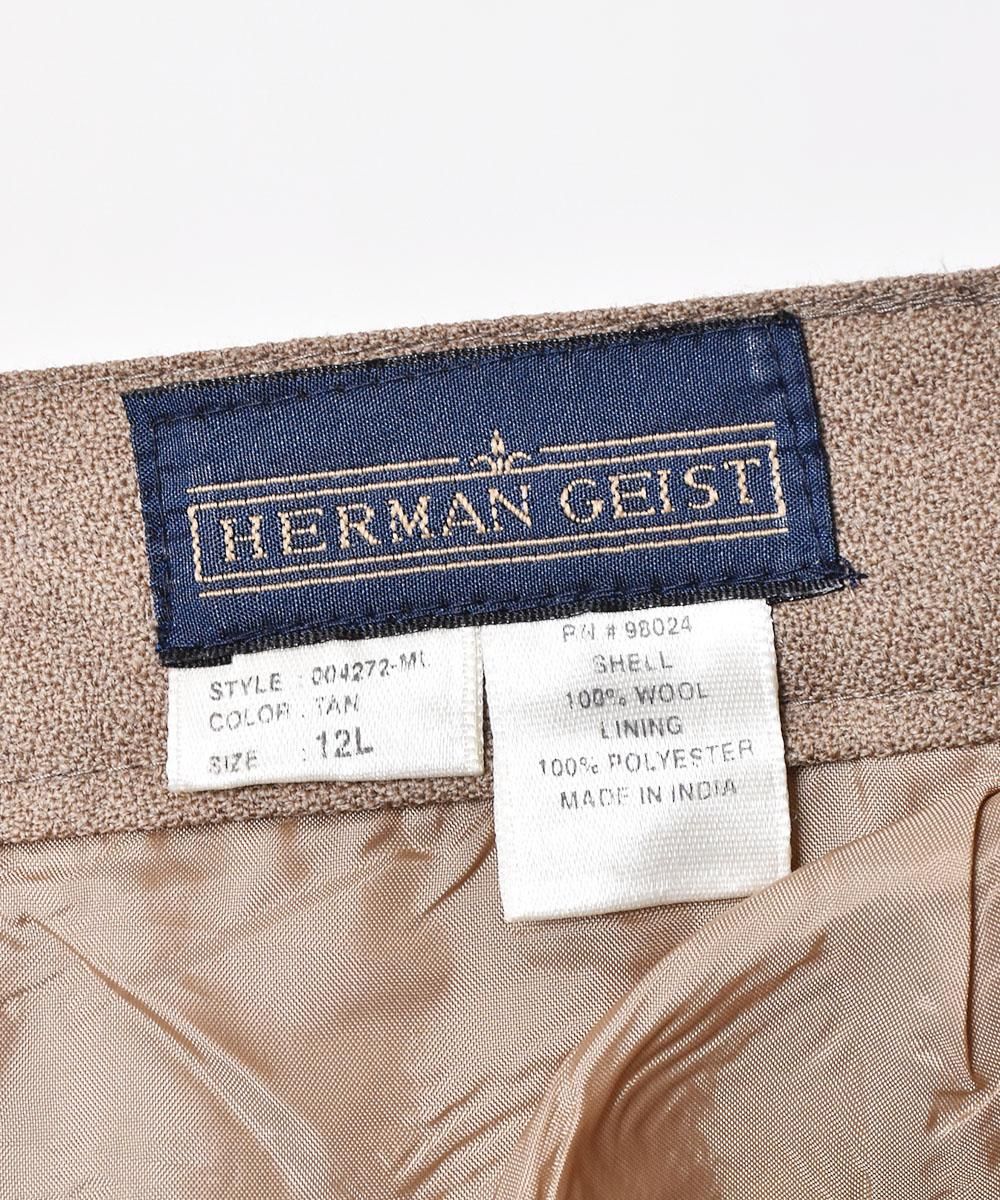 HERMAN GEIST
STYLE : 004272-ML
COLOR : TAN
SIZE : 12L
RN # 98024
SHELL
100% WOOL
LINING
100% POLYESTER
MADE IN INDIA